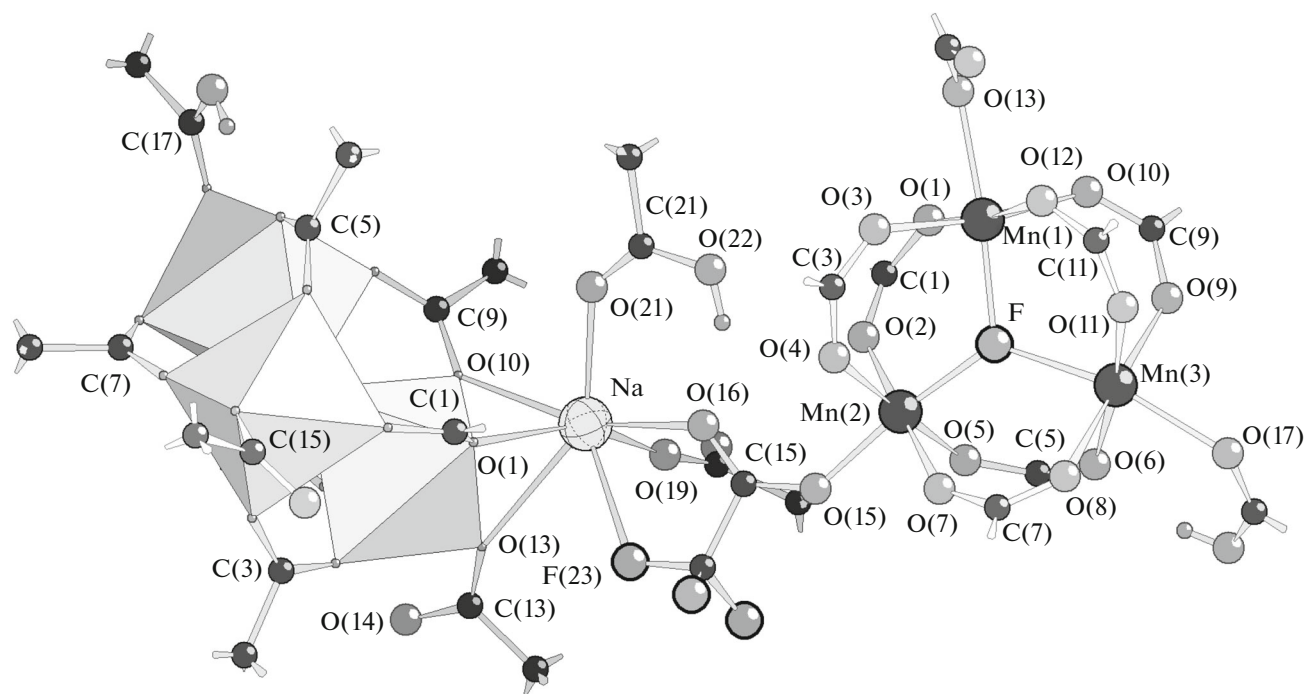 O(13)
C(17)
O(12)
O(10)
O(1)
O(3)
C(5)
C(21)
Mn(1)
C(9)
O(22)
C(3)
C(11)
C(1)
O(9)
O(21)
F
O(11)
C(9)
O(2)
O(4)
O(10)
Na
Mn(3)
C(7)
C(1)
O(16)
Mn(2)
O(5)
C(5)
O(17)
C(15)
C(15)
O(1)
O(6)
O(19)
O(15)
O(8)
O(7)
C(7)
O(13)
C(3)
F(23)
O(14)
C(13)